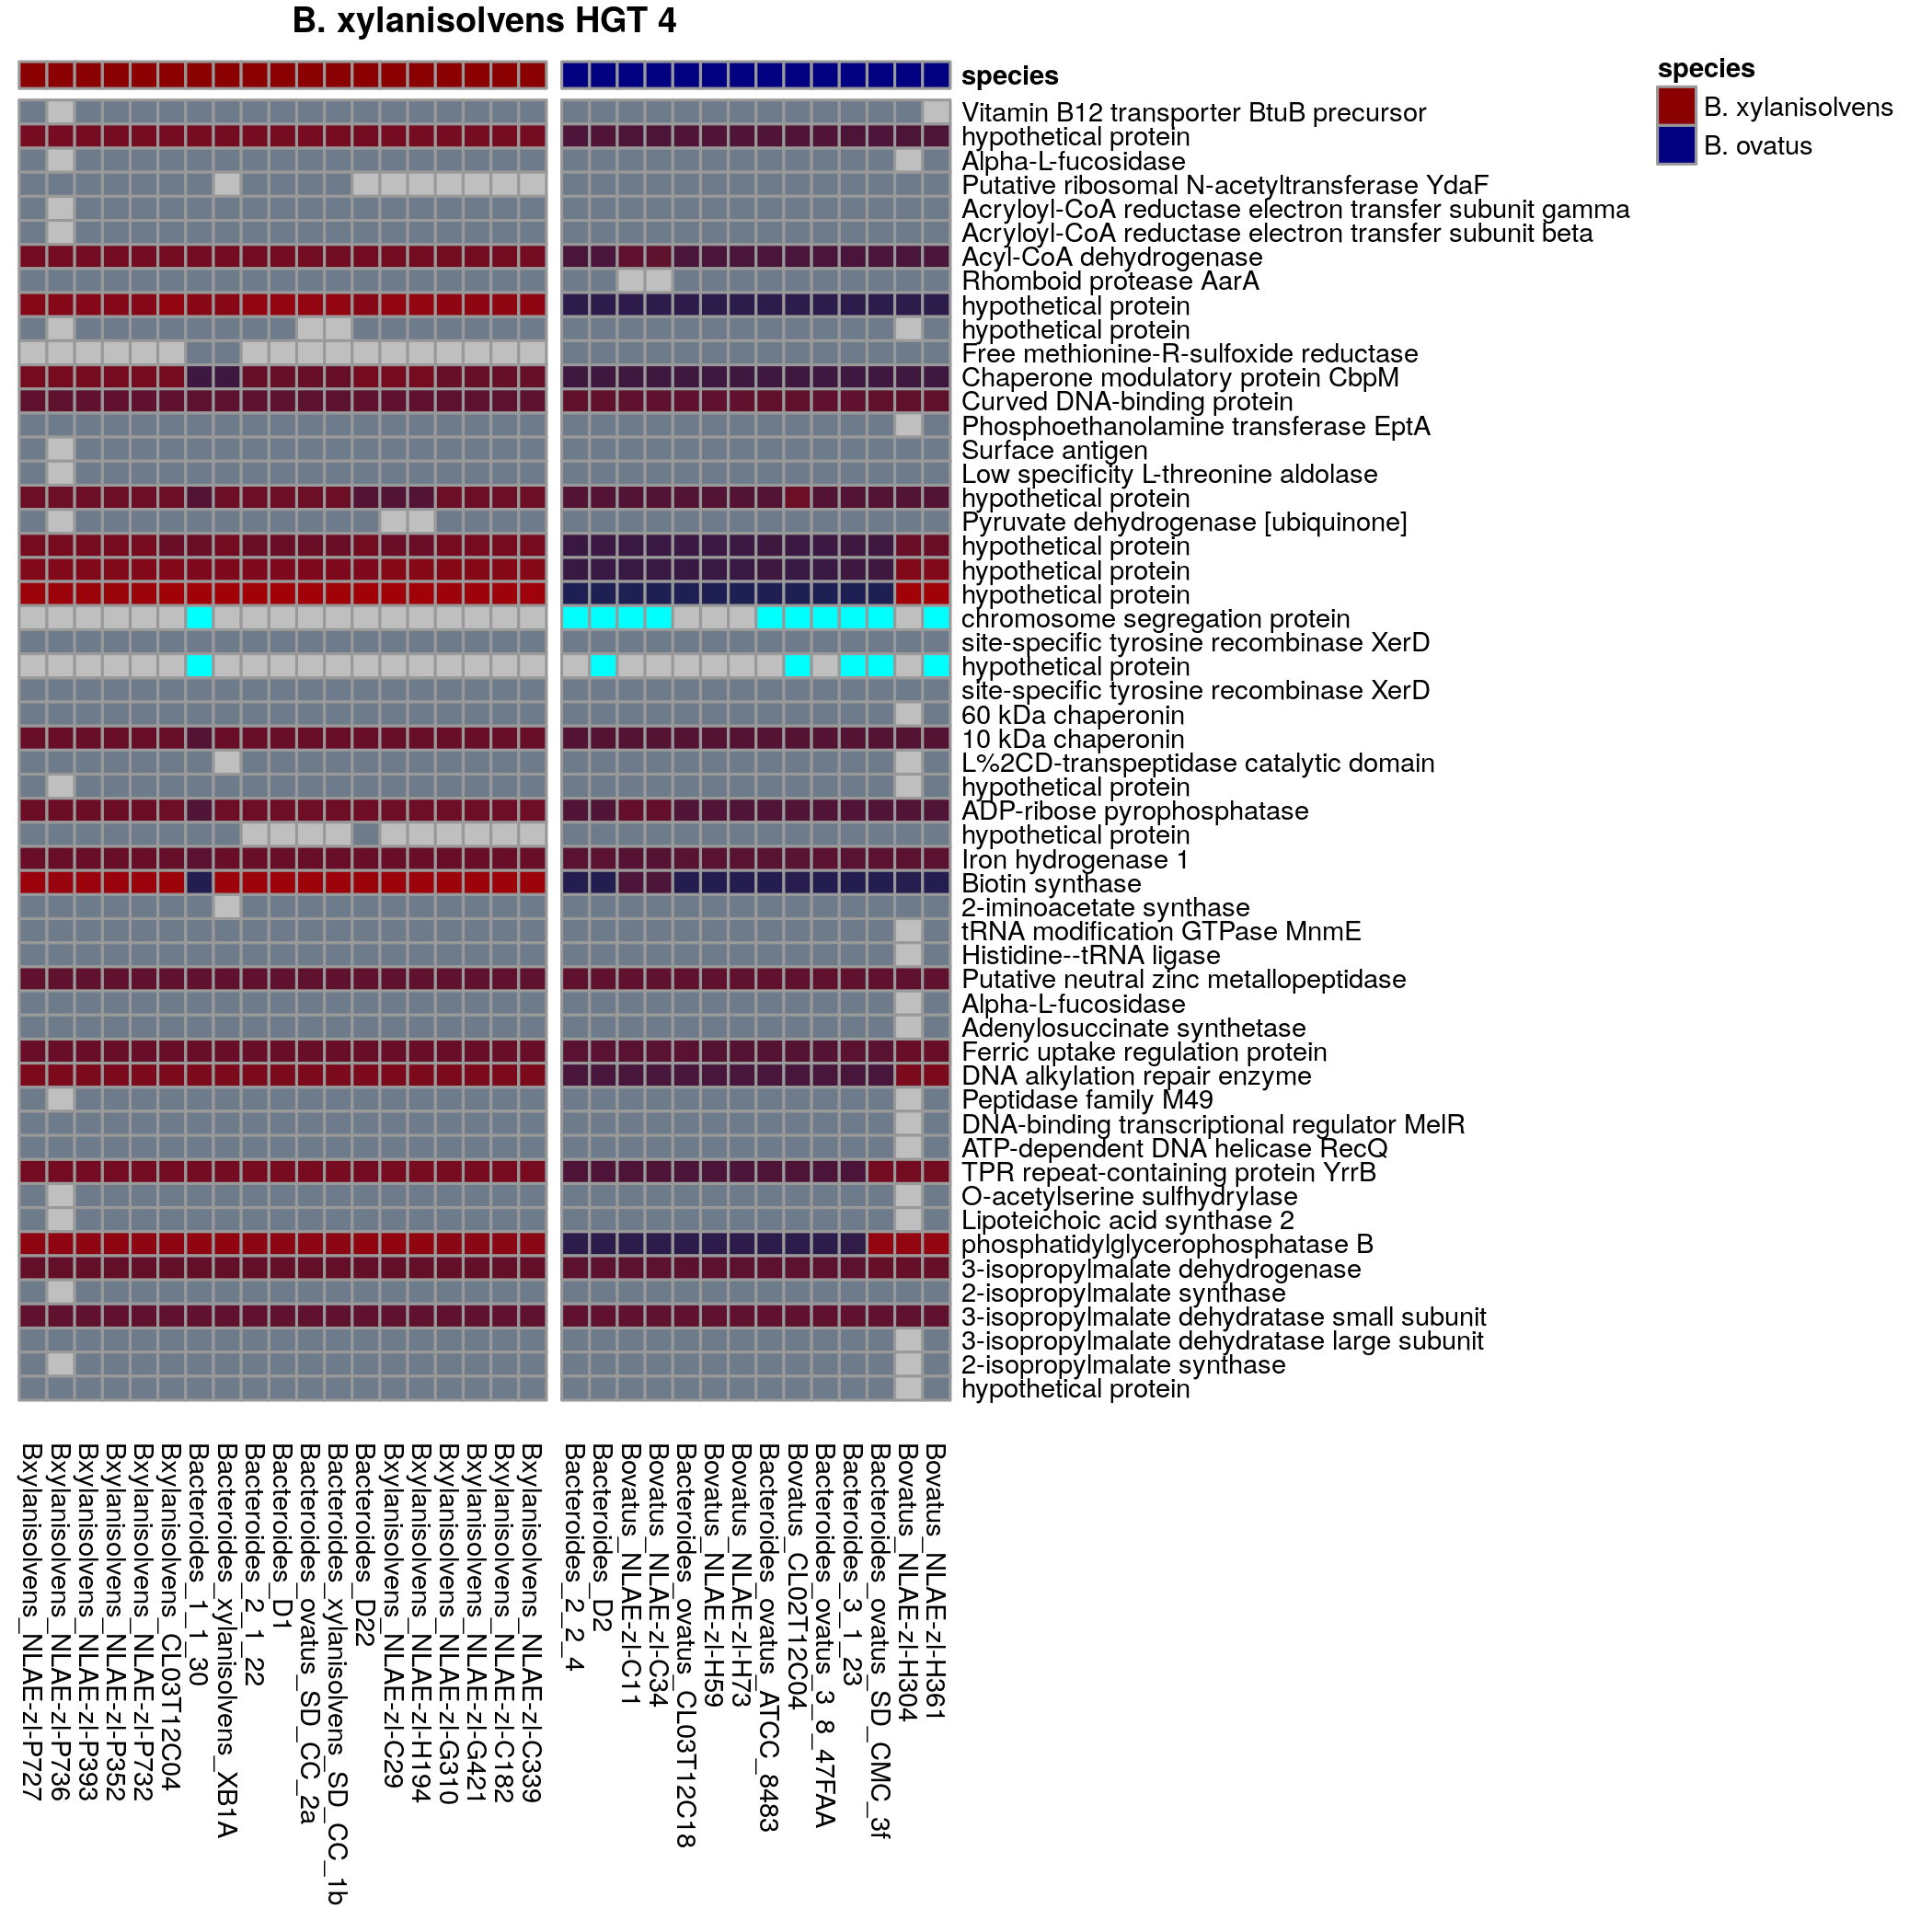 B. xylanisolvens HGT 4
species
species
B. xylanisolvens
B. ovatus
Vitamin B12 transporter BtuB precursor
hypothetical protein
Alpha-L-fucosidase
Putative ribosomal N-acetyltransferase YdaF
Acryloyl-CoA reductase electron transfer subunit gamma
Acryloyl-CoA reductase electron transfer subunit beta
Acyl-CoA dehydrogenase
Rhomboid protease AarA
hypothetical protein
hypothetical protein
Free methionine-R-sulfoxide reductase
Chaperone modulatory protein CbpM
Curved DNA-binding protein
Phosphoethanolamine transferase EptA
Surface antigen
Low specificity L-threonine aldolase
hypothetical protein
Pyruvate dehydrogenase [ubiquinone]
hypothetical protein
hypothetical protein
hypothetical protein
chromosome segregation protein
site-specific tyrosine recombinase XerD
hypothetical protein
site-specific tyrosine recombinase XerD
60 kDa chaperonin
10 kDa chaperonin
L%2CD-transpeptidase catalytic domain
hypothetical protein
ADP-ribose pyrophosphatase
hypothetical protein
Iron hydrogenase 1
Biotin synthase
2-iminoacetate synthase
tRNA modification GTPase MnmE
Histidine--tRNA ligase
Putative neutral zinc metallopeptidase
Alpha-L-fucosidase
Adenylosuccinate synthetase
Ferric uptake regulation protein
DNA alkylation repair enzyme
Peptidase family M49
DNA-binding transcriptional regulator MelR
ATP-dependent DNA helicase RecQ
TPR repeat-containing protein YrrB
O-acetylserine sulfhydrylase
Lipoteichoic acid synthase 2
phosphatidylglycerophosphatase B
3-isopropylmalate dehydrogenase
2-isopropylmalate synthase
3-isopropylmalate dehydratase small subunit
3-isopropylmalate dehydratase large subunit
2-isopropylmalate synthase
hypothetical protein
Bxylanisolvens_NLAE-zl-P727
Bxylanisolvens_NLAE-zl-P736
Bxylanisolvens_NLAE-zl-P393
Bxylanisolvens_NLAE-zl-P352
Bxylanisolvens_NLAE-zl-P732
Bxylanisolvens_CL03T12C04
Bacteroides_1_1_30
Bacteroides_xylanisolvens_XB1A
Bacteroides_2_1_22
Bacteroides_D1
Bacteroides_ovatus_SD_CC_2a
Bacteroides_xylanisolvens_SD_CC_1b
Bacteroides_D22
Bxylanisolvens_NLAE-zl-C29
Bxylanisolvens_NLAE-zl-H194
Bxylanisolvens_NLAE-zl-G310
Bxylanisolvens_NLAE-zl-G421
Bxylanisolvens_NLAE-zl-C182
Bxylanisolvens_NLAE-zl-C339
Bacteroides_2_2_4
Bacteroides_D2
Bovatus_NLAE-zl-C11
Bovatus_NLAE-zl-C34
Bacteroides_ovatus_CL03T12C18
Bovatus_NLAE-zl-H59
Bovatus_NLAE-zl-H73
Bacteroides_ovatus_ATCC_8483
Bovatus_CL02T12C04
Bacteroides_ovatus_3_8_47FAA
Bacteroides_3_1_23
Bacteroides_ovatus_SD_CMC_3f
Bovatus_NLAE-zl-H304
Bovatus_NLAE-zl-H361